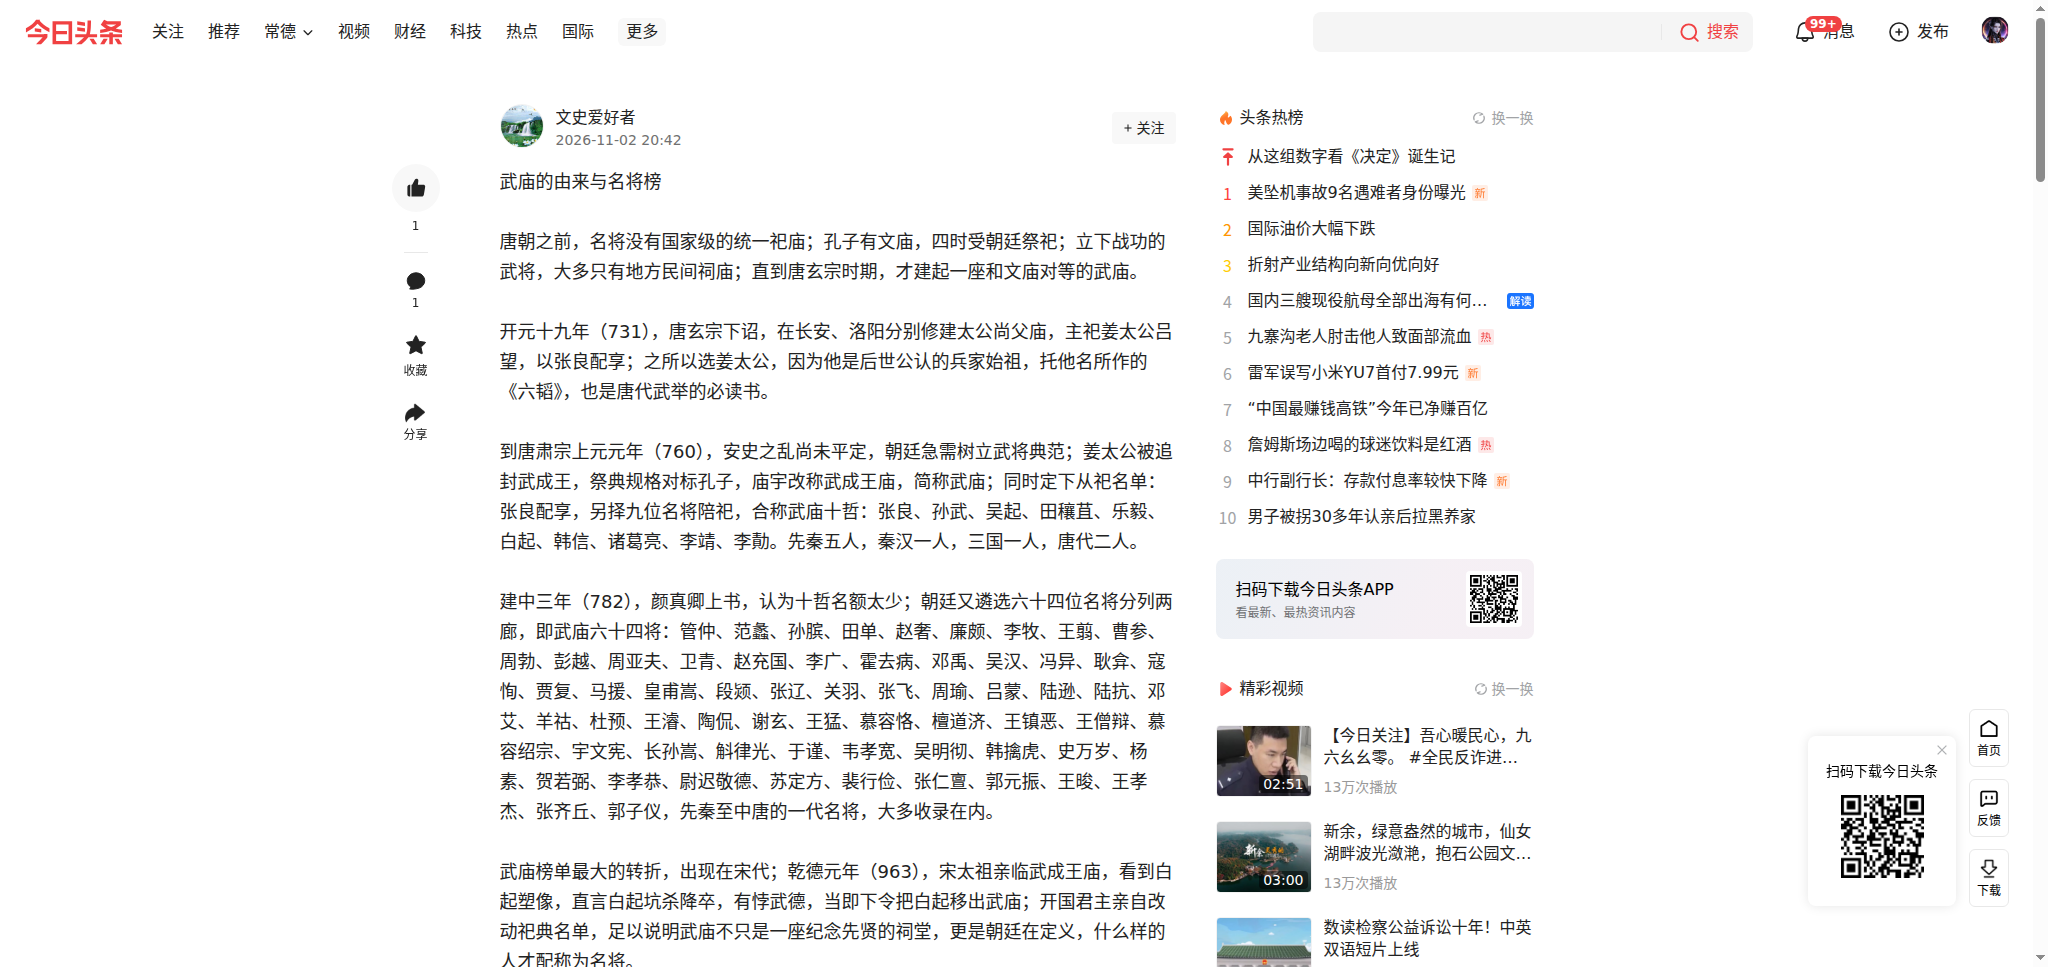 今日头条
关注
推荐
常德
视频
财经
科技
热点
国际
更多
搜索
99+
消息
发布
文史爱好者
2026-11-02 20:42
+ 关注
1
1
收藏
分享
武庙的由来与名将榜
唐朝之前，名将没有国家级的统一祀庙；孔子有文庙，四时受朝廷祭祀；立下战功的
武将，大多只有地方民间祠庙；直到唐玄宗时期，才建起一座和文庙对等的武庙。
开元十九年（731），唐玄宗下诏，在长安、洛阳分别修建太公尚父庙，主祀姜太公吕
望，以张良配享；之所以选姜太公，因为他是后世公认的兵家始祖，托他名所作的
《六韬》，也是唐代武举的必读书。
到唐肃宗上元元年（760），安史之乱尚未平定，朝廷急需树立武将典范；姜太公被追
封武成王，祭典规格对标孔子，庙宇改称武成王庙，简称武庙；同时定下从祀名单：
张良配享，另择九位名将陪祀，合称武庙十哲：张良、孙武、吴起、田穰苴、乐毅、
白起、韩信、诸葛亮、李靖、李勣。先秦五人，秦汉一人，三国一人，唐代二人。
建中三年（782），颜真卿上书，认为十哲名额太少；朝廷又遴选六十四位名将分列两
廊，即武庙六十四将：管仲、范蠡、孙膑、田单、赵奢、廉颇、李牧、王翦、曹参、
周勃、彭越、周亚夫、卫青、赵充国、李广、霍去病、邓禹、吴汉、冯异、耿弇、寇
恂、贾复、马援、皇甫嵩、段颎、张辽、关羽、张飞、周瑜、吕蒙、陆逊、陆抗、邓
艾、羊祜、杜预、王濬、陶侃、谢玄、王猛、慕容恪、檀道济、王镇恶、王僧辩、慕
容绍宗、宇文宪、长孙嵩、斛律光、于谨、韦孝宽、吴明彻、韩擒虎、史万岁、杨
素、贺若弼、李孝恭、尉迟敬德、苏定方、裴行俭、张仁亶、郭元振、王晙、王孝
杰、张齐丘、郭子仪，先秦至中唐的一代名将，大多收录在内。
武庙榜单最大的转折，出现在宋代；乾德元年（963），宋太祖亲临武成王庙，看到白
起塑像，直言白起坑杀降卒，有悖武德，当即下令把白起移出武庙；开国君主亲自改
动祀典名单，足以说明武庙不只是一座纪念先贤的祠堂，更是朝廷在定义，什么样的
人才配称为名将。
头条热榜
换一换
从这组数字看《决定》诞生记
1 美坠机事故9名遇难者身份曝光 新
2 国际油价大幅下跌
3 折射产业结构向新向优向好
4 国内三艘现役航母全部出海有何... 解读
5 九寨沟老人肘击他人致面部流血 热
6 雷军误写小米YU7首付7.99元 新
7 “中国最赚钱高铁”今年已净赚百亿
8 詹姆斯场边喝的球迷饮料是红酒 热
9 中行副行长：存款付息率较快下降 新
10 男子被拐30多年认亲后拉黑养家
扫码下载今日头条APP
看最新、最热资讯内容
精彩视频
换一换
02:51
【今日关注】吾心暖民心，九
六幺幺零。 #全民反诈进...
13万次播放
新余
03:00
新余，绿意盎然的城市，仙女
湖畔波光潋滟，抱石公园文...
13万次播放
数读检察公益诉讼十年！中英
双语短片上线
扫码下载今日头条
首页
反馈
下载